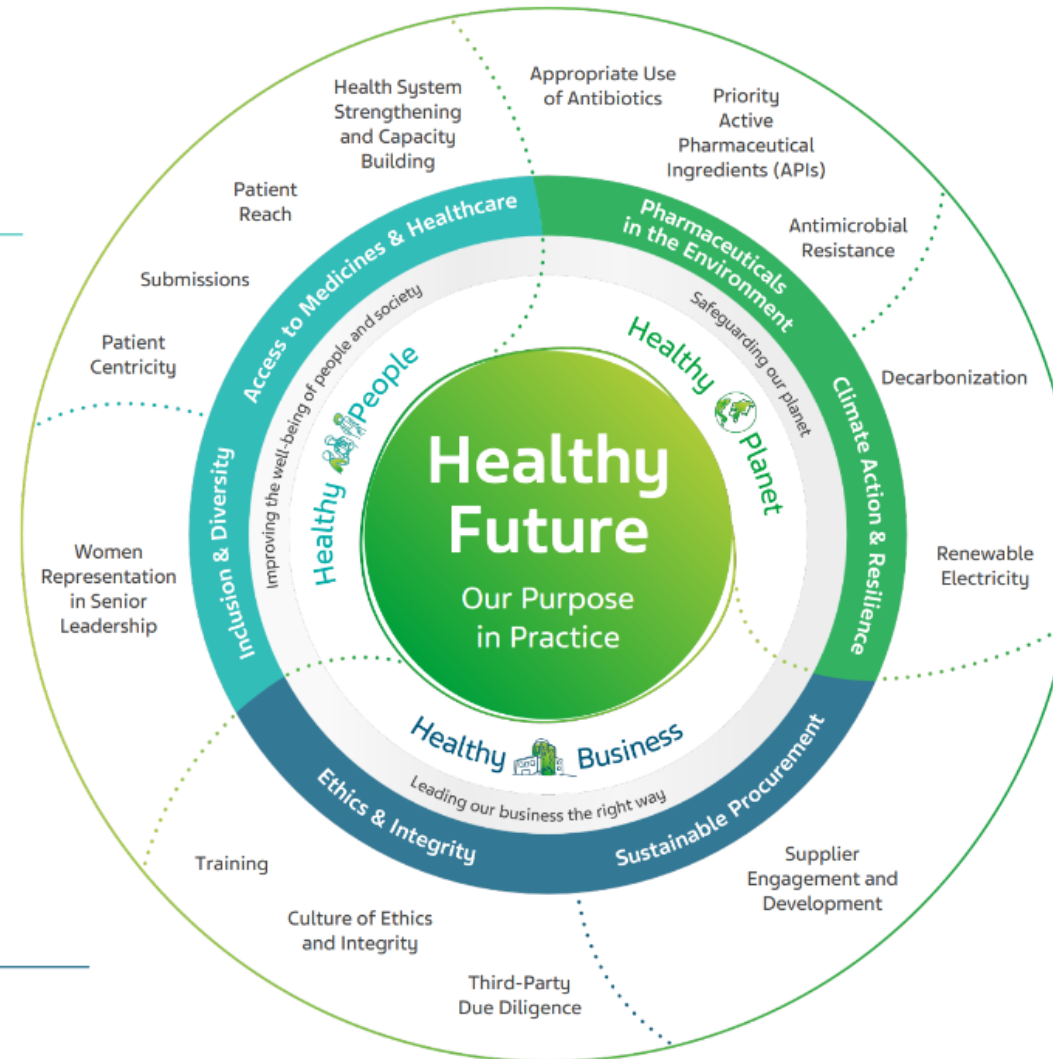 Healthy
Future
Our Purpose
in Practice
Healthy People
Improving the well-being of people and society
Access to Medicines & Healthcare
Health System
Strengthening
and Capacity
Building
Patient
Reach
Submissions
Patient
Centricity
Inclusion & Diversity
Women
Representation
in Senior
Leadership
Healthy Planet
Safeguarding our planet
Pharmaceuticals
in the Environment
Appropriate Use
of Antibiotics
Priority
Active
Pharmaceutical
Ingredients (APIs)
Antimicrobial
Resistance
Climate Action & Resilience
Decarbonization
Renewable
Electricity
Healthy Business
Leading our business the right way
Ethics & Integrity
Training
Culture of Ethics
and Integrity
Third-Party
Due Diligence
Sustainable Procurement
Supplier
Engagement and
Development